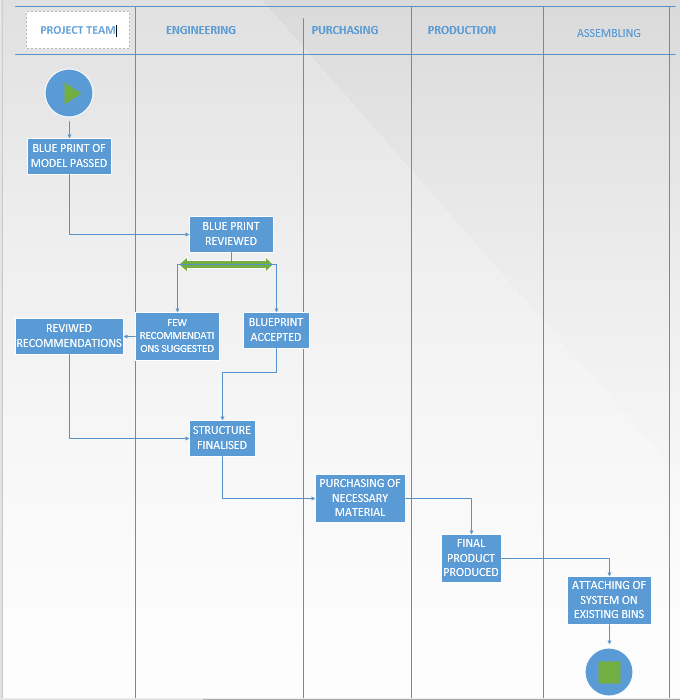 PROJECT TEAM
ENGINEERING
PURCHASING
PRODUCTION
ASSEMBLING
BLUE PRINT OF
MODEL PASSED
BLUE PRINT
REVIEWED
REVIWED
RECOMMENDATIONS
FEW
RECOMMENDATI
ONS SUGGESTED
BLUEPRINT
ACCEPTED
STRUCTURE
FINALISED
PURCHASING OF
NECESSARY
MATERIAL
FINAL
PRODUCT
PRODUCED
ATTACHING OF
SYSTEM ON
EXISTING BINS